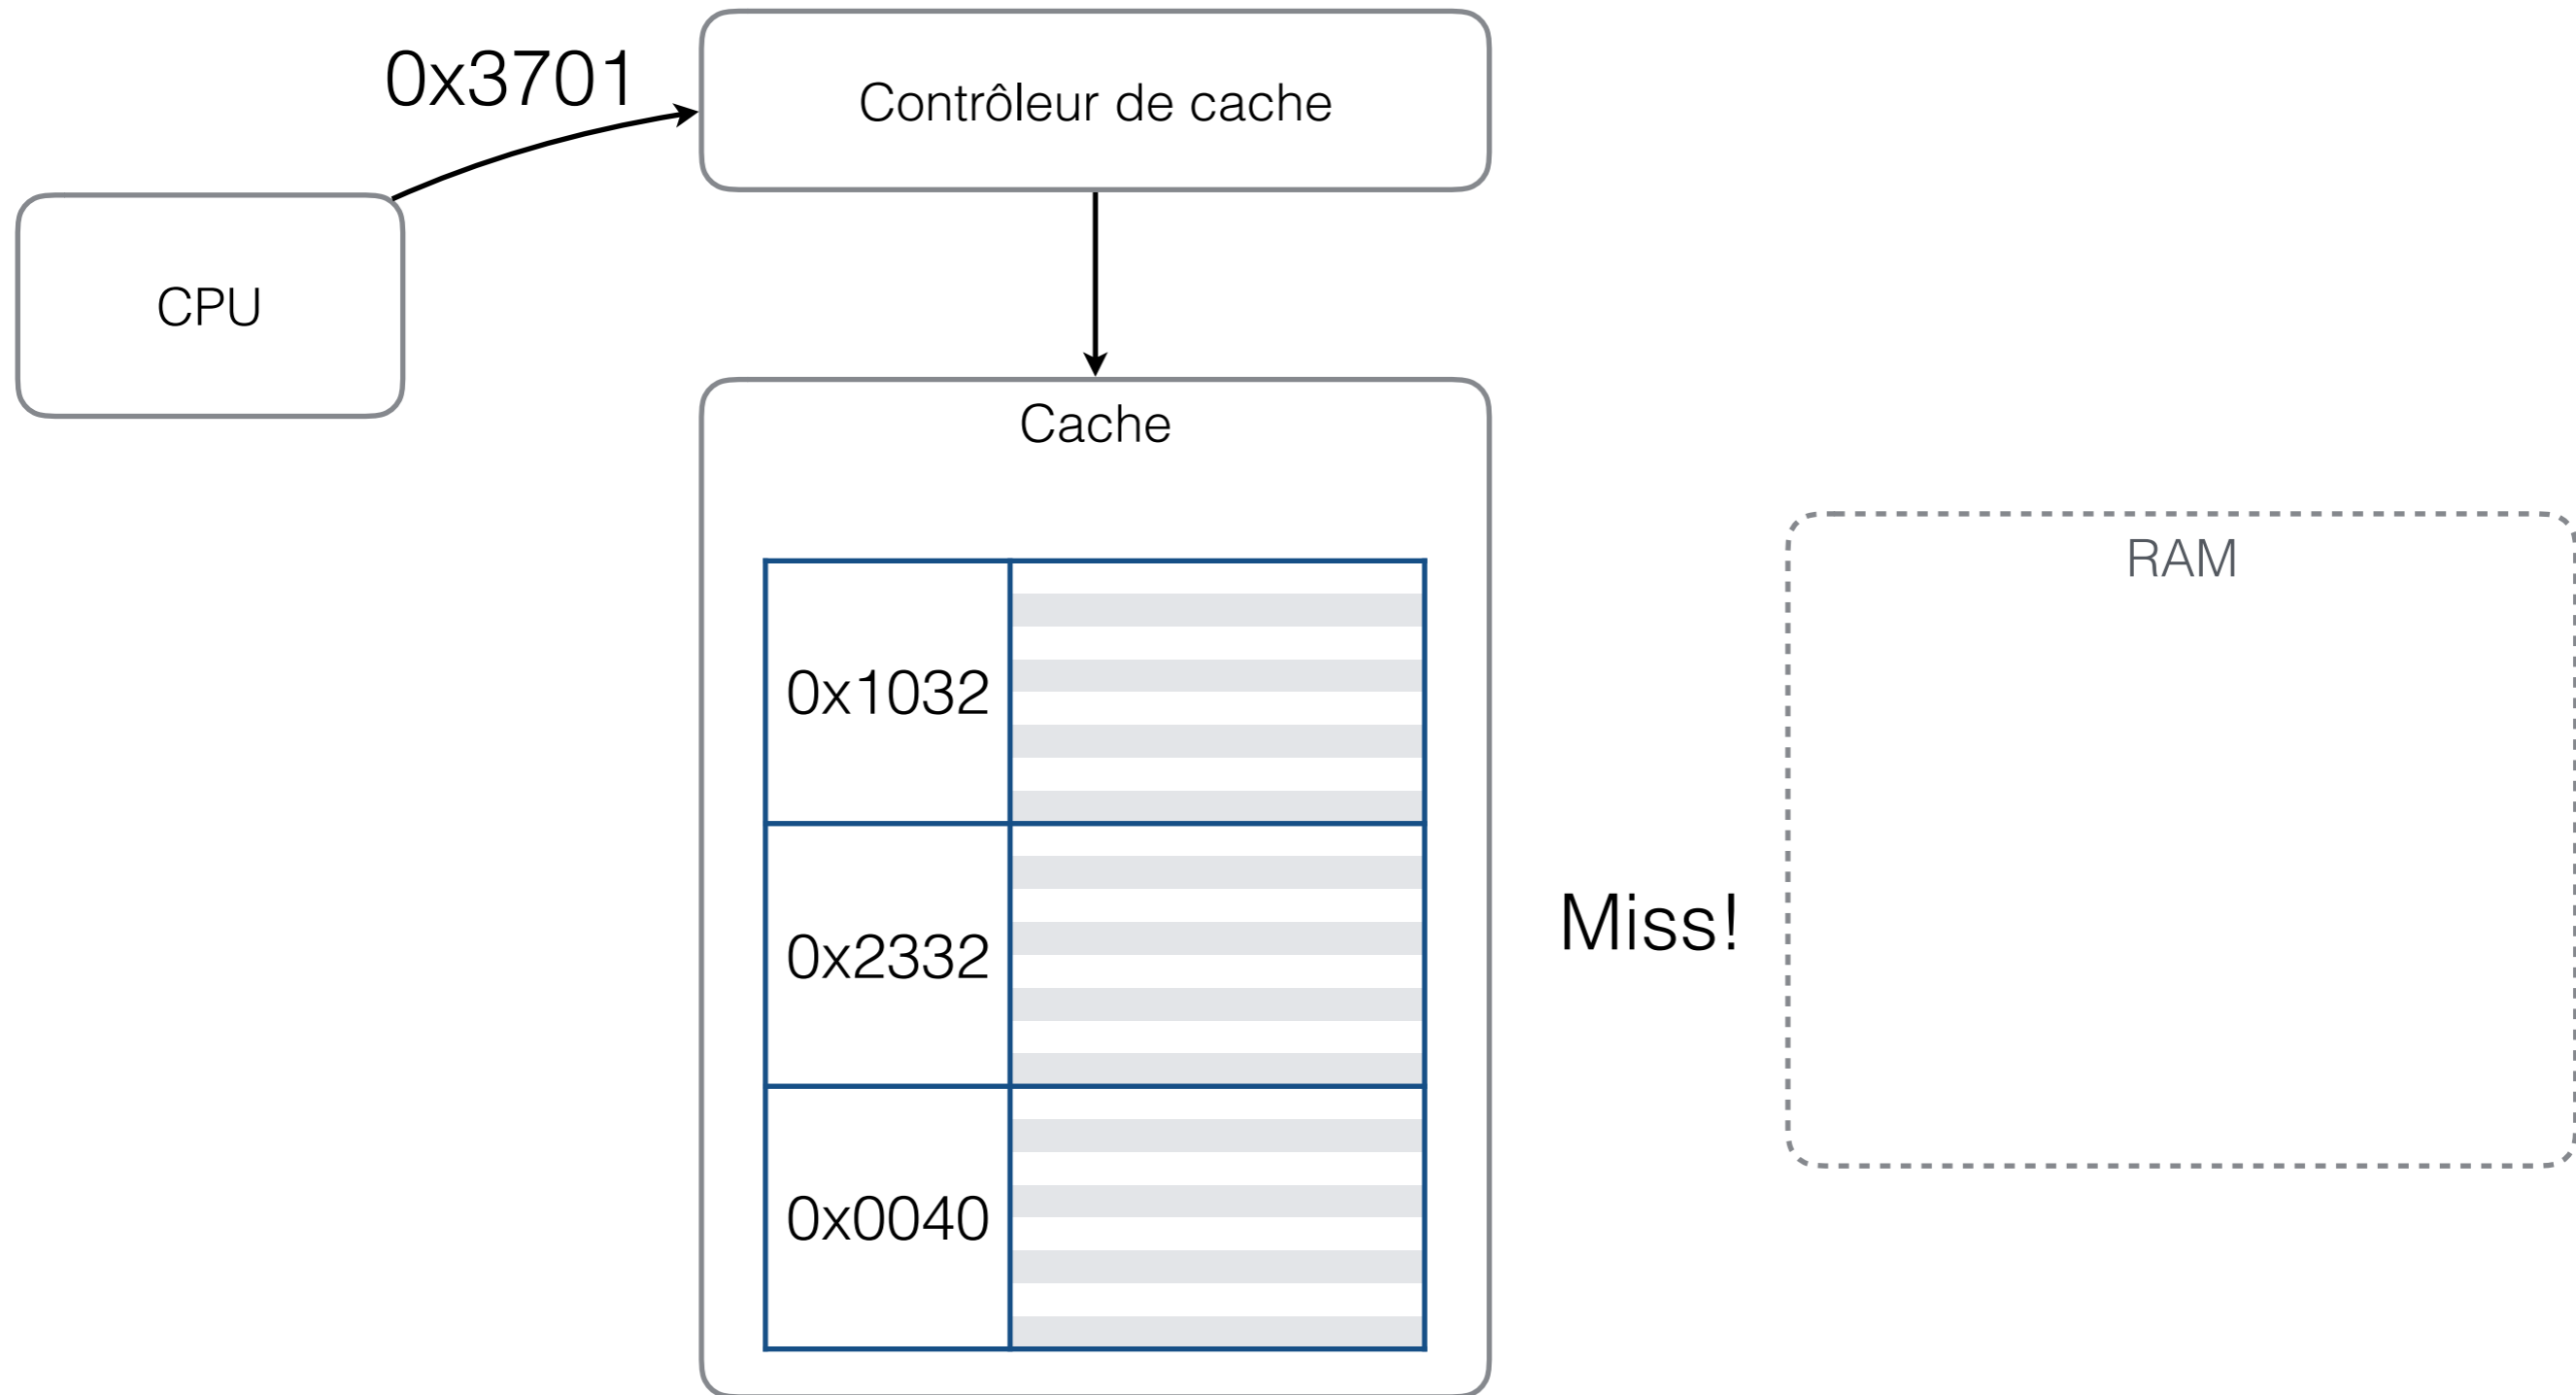 0x3701
Contrôleur de cache
CPU
Cache
RAM
0x1032
Miss!
0x2332
0x0040